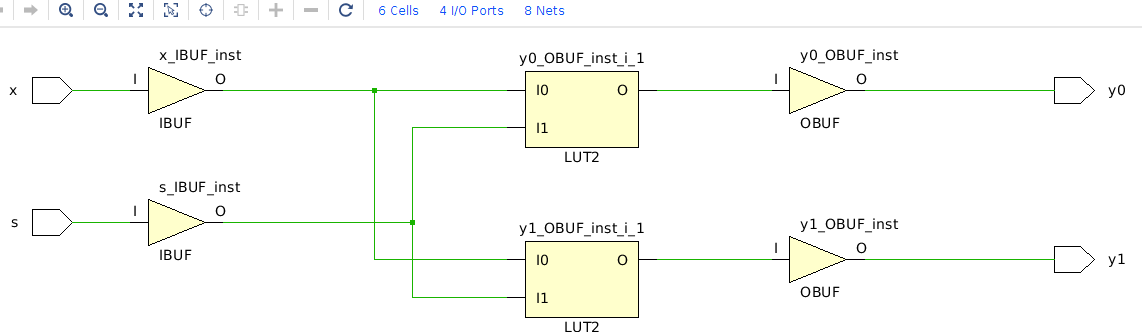 6 Cells 4 I/O Ports 8 Nets
x_IBUF_inst
x I O
IBUF
s_IBUF_inst
s I O
IBUF
y0_OBUF_inst_i_1
I0 O
I1
LUT2
y0_OBUF_inst
I O y0
OBUF
y1_OBUF_inst_i_1
I0 O
I1
LUT2
y1_OBUF_inst
I O y1
OBUF